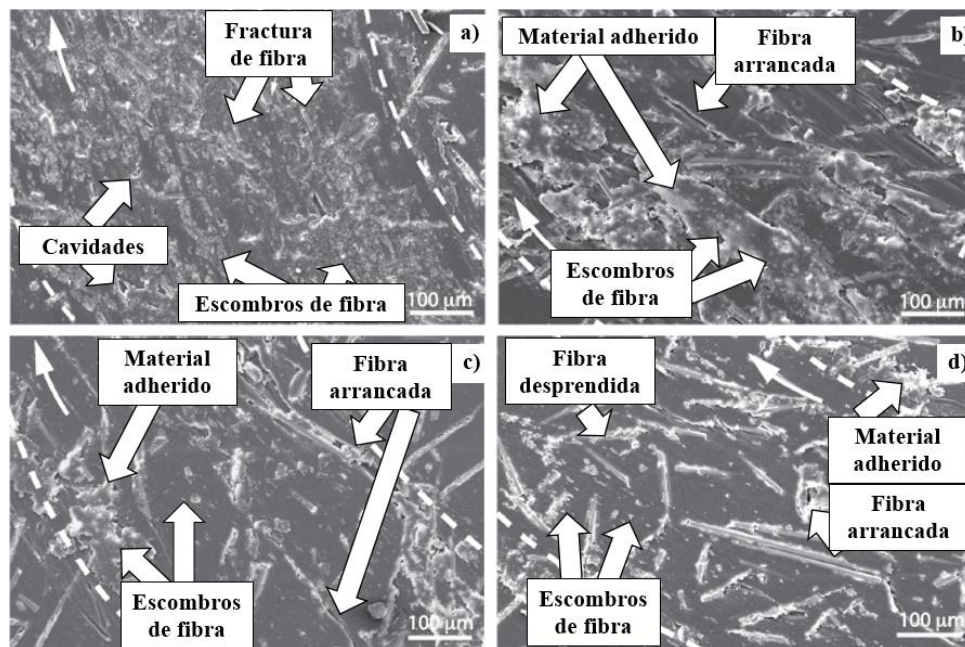 a)
Fractura
de fibra
Cavidades
Escombros de fibra
100 μm
b)
Material adherido
Fibra
arrancada
Escombros
de fibra
100 μm
c)
Material
adherido
Fibra
arrancada
Escombros
de fibra
100 μm
d)
Fibra
desprendida
Material
adherido
Fibra
arrancada
Escombros
de fibra
100 μm